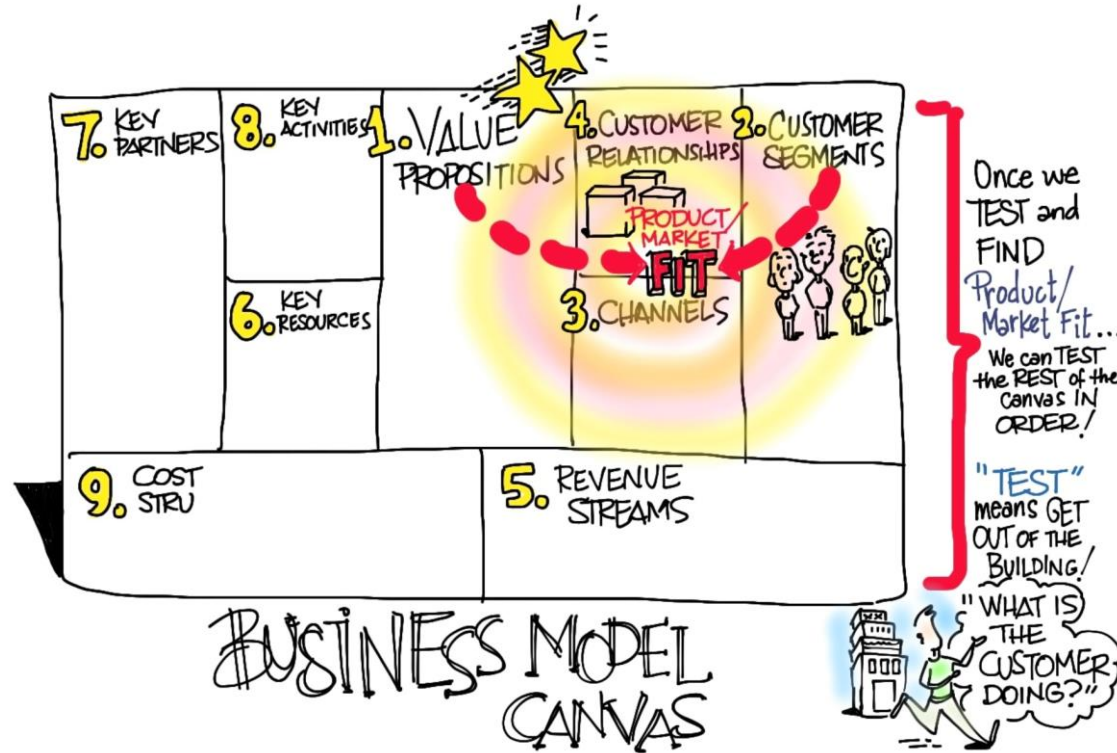 7. KEY
PARTNERS
8. KEY
ACTIVITIES
1. VALUE
PROPOSITIONS
4. CUSTOMER
RELATIONSHIPS
2. CUSTOMER
SEGMENTS
PRODUCT/
MARKET
FIT
6. KEY
RESOURCES
3. CHANNELS
9. COST
STRU
5. REVENUE
STREAMS
BUSINESS MODEL
CANVAS
Once we
TEST and
FIND
Product/
Market Fit...
We can TEST
the REST of the
Canvas IN
ORDER!
"TEST"
means GET
OUT OF THE
BUILDING!
"WHAT IS
THE
CUSTOMER
DOING?"